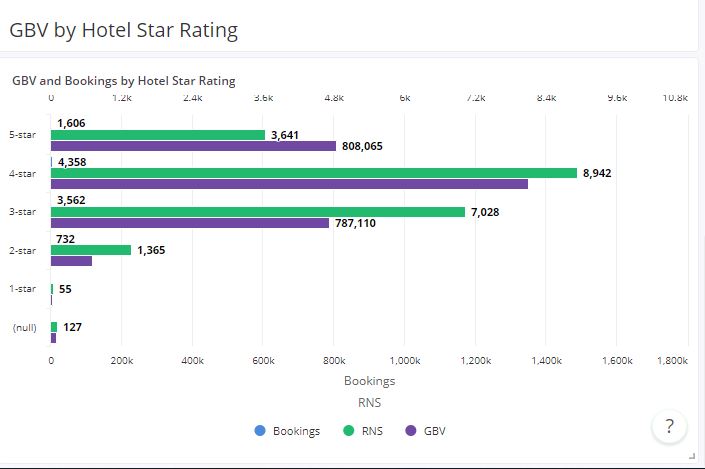 GBV by Hotel Star Rating
GBV and Bookings by Hotel Star Rating
0 1.2k 2.4k 3.6k 4.8k 6k 7.2k 8.4k 9.6k 10.8k
1,606
5-star 3,641
808,065
4,358
4-star 8,942
3,562
3-star 7,028
787,110
732
2-star 1,365
1-star 55
(null) 127
0 200k 400k 600k 800k 1,000k 1,200k 1,400k 1,600k 1,800k
Bookings
RNS
Bookings RNS GBV
?